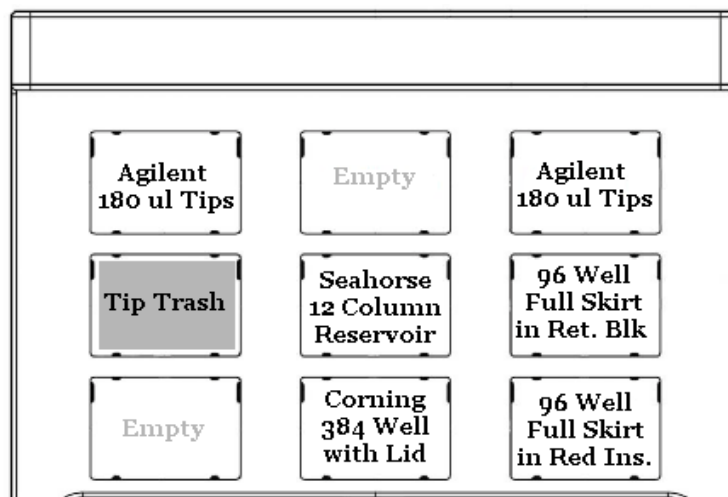 Agilent
180 ul Tips
Empty
Agilent
180 ul Tips
Tip Trash
Seahorse
12 Column
Reservoir
96 Well
Full Skirt
in Ret. Blk
Empty
Corning
384 Well
with Lid
96 Well
Full Skirt
in Red Ins.